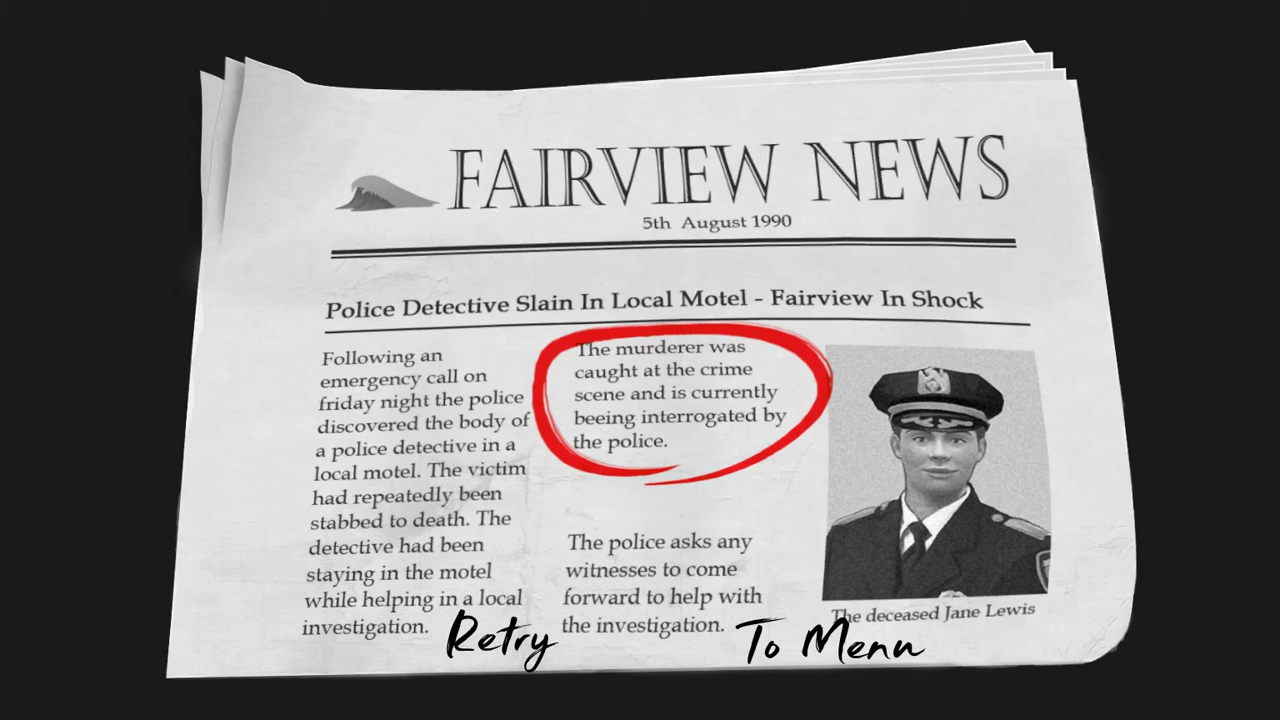 FAIRVIEW NEWS
5th August 1990
Police Detective Slain In Local Motel - Fairview In Shock
Following an
emergency call on
friday night the police
discovered the body of
a police detective in a
local motel. The victim
had repeatedly been
stabbed to death. The
detective had been
staying in the motel
while helping in a local
investigation.
The murderer was
caught at the crime
scene and is currently
beeing interrogated by
the police.
The police asks any
witnesses to come
forward to help with
the investigation.
The deceased Jane Lewis
Retry
To Menu